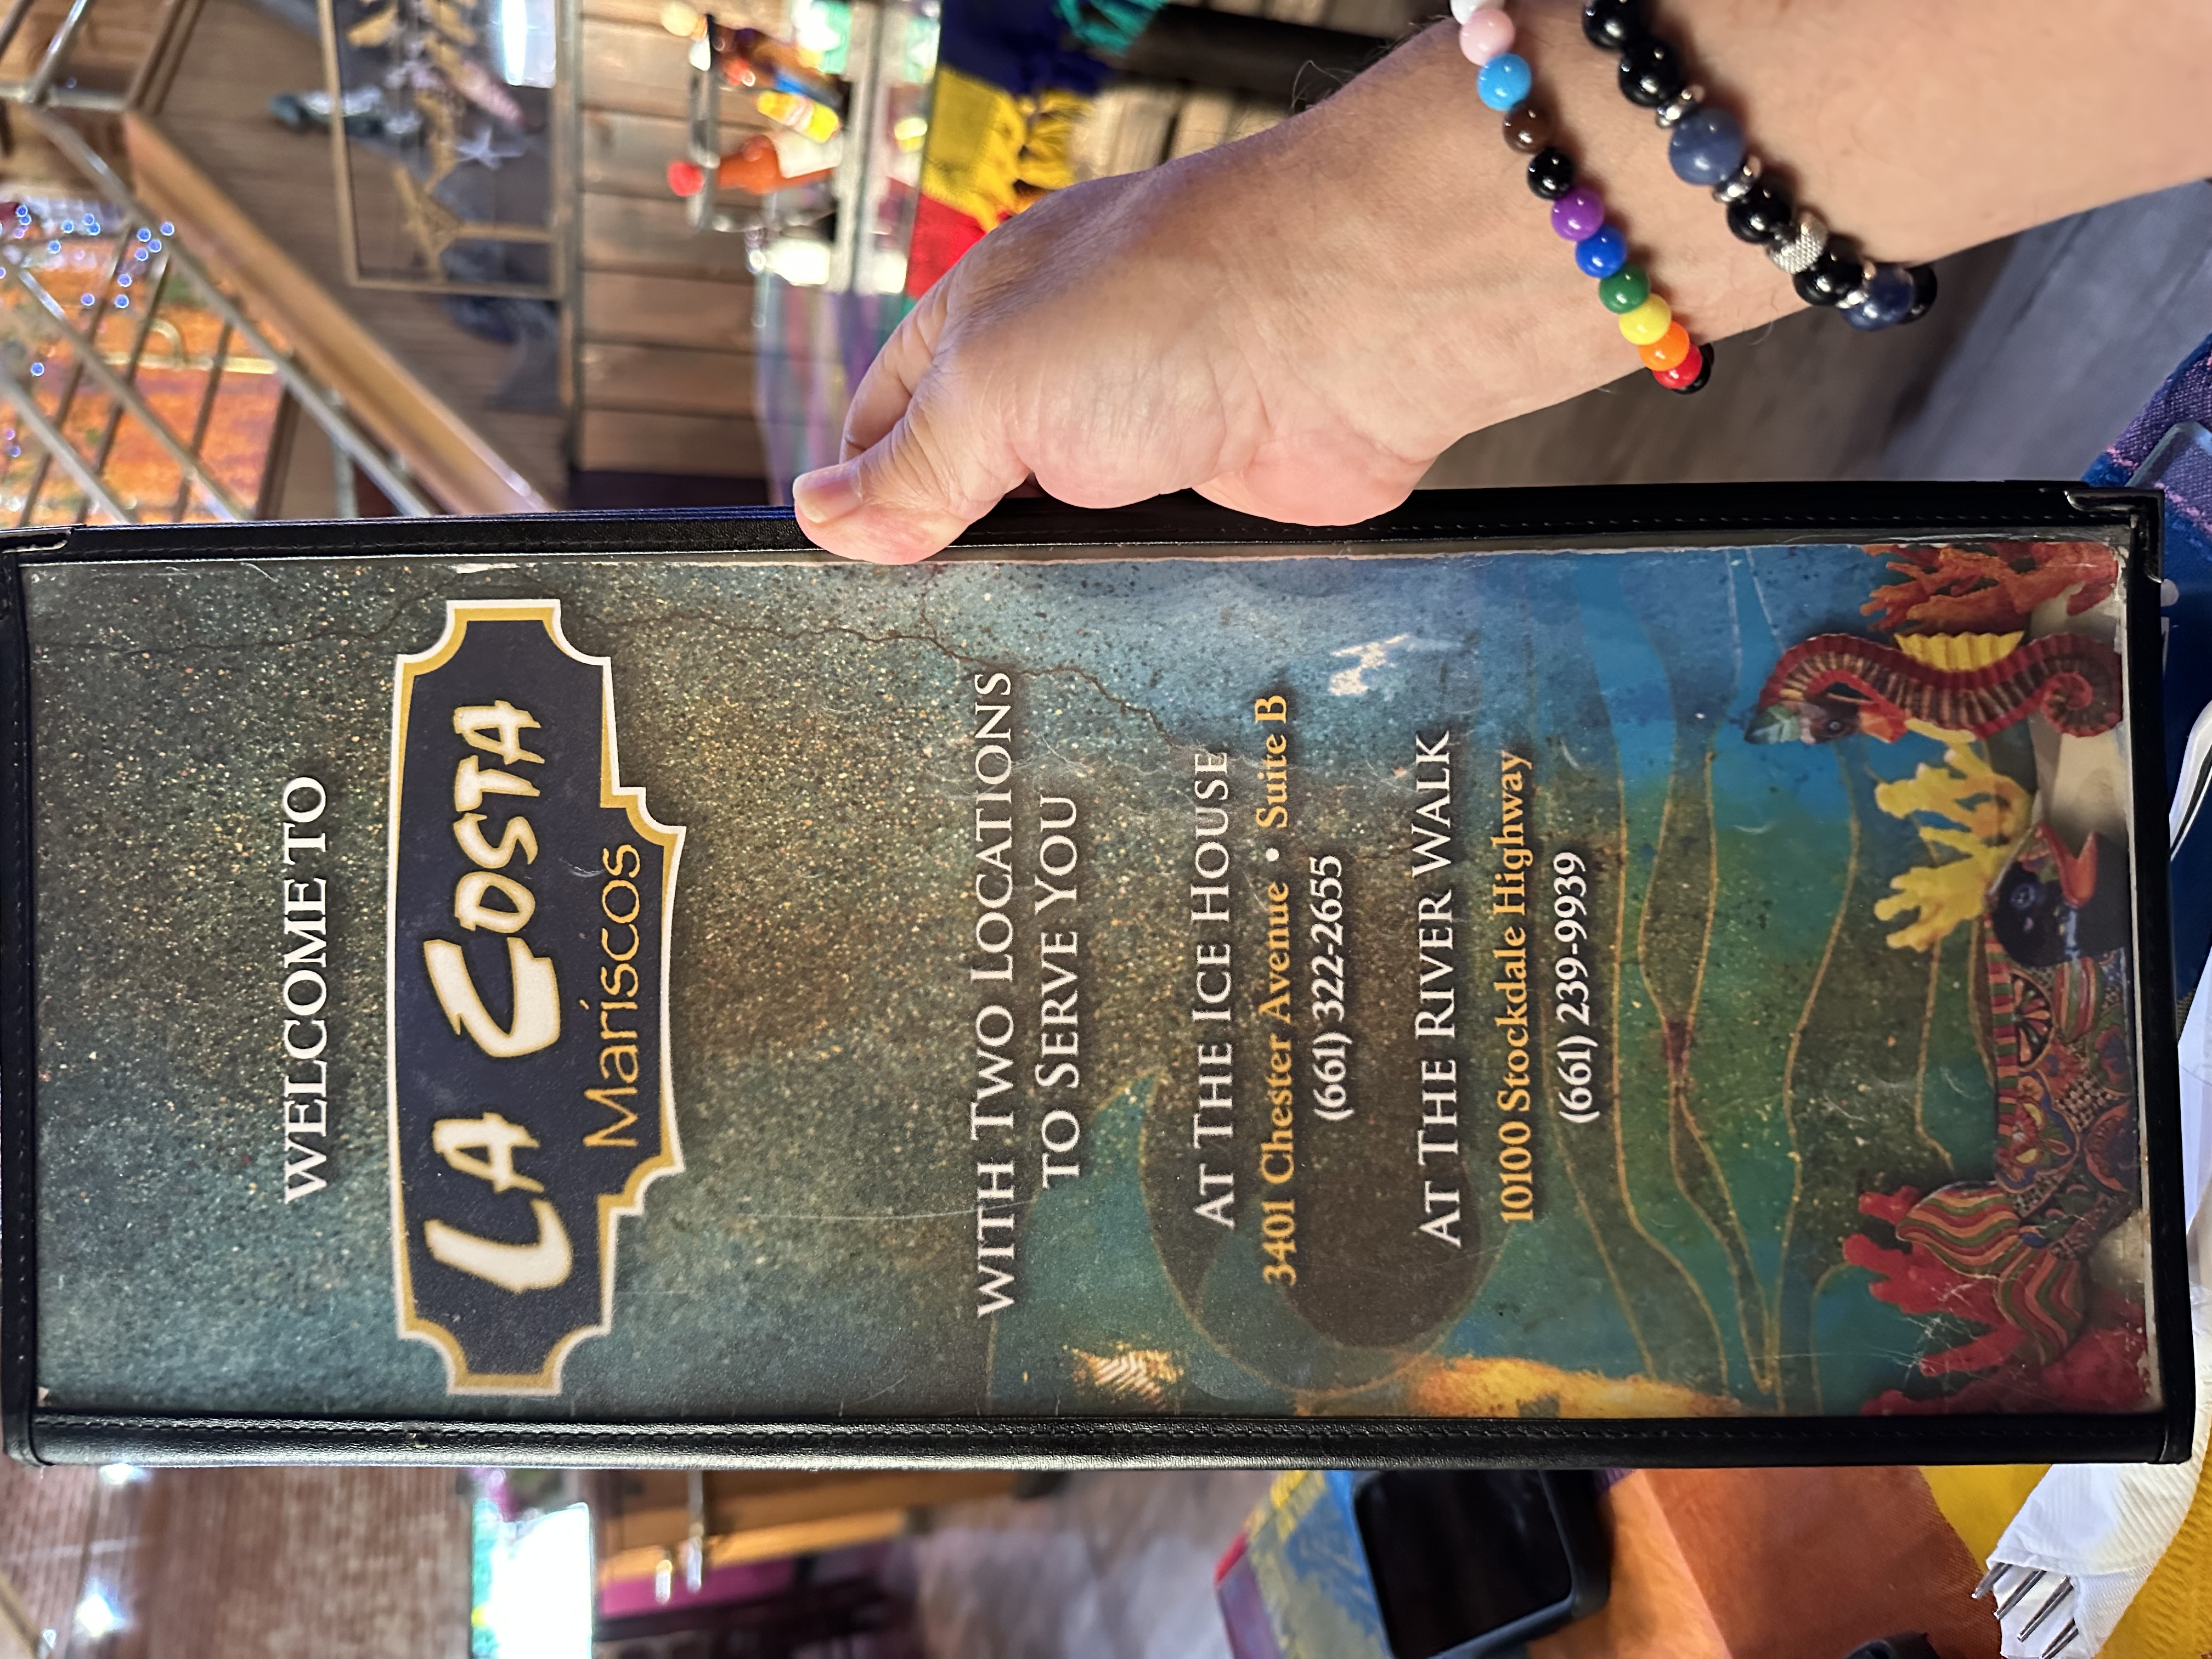 WELCOME TO
LA COSTA
Mariscos
WITH TWO LOCATIONS
TO SERVE YOU
AT THE ICE HOUSE
3401 Chester Avenue • Suite B
(661) 322-2655
AT THE RIVER WALK
10100 Stockdale Highway
(661) 239-9939